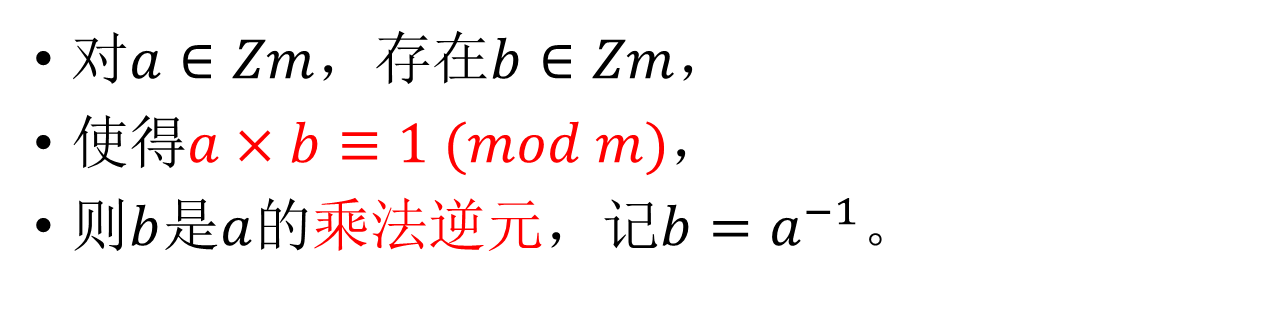 • 对a ∈ Zm，存在b ∈ Zm，
• 使得a × b ≡ 1 (mod m)，
• 则b是a的乘法逆元，记b = a⁻¹。